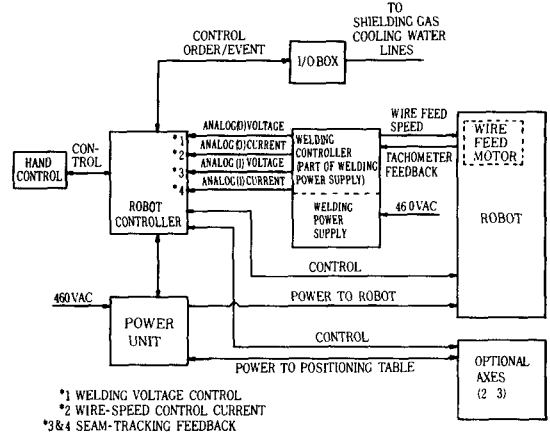 TO
SHIELDING GAS
COOLING WATER
LINES
CONTROL
ORDER/EVENT
I/O BOX
ANALOG(O)VOLTAGE
ANALOG(O)CURRENT
ANALOG(I) VOLTAGE
ANALOG(I) CURRENT
*1
*2
*3
*4
WELDING
CONTROLLER
(PART OF WELDING
POWER SUPPLY)
WELDING
POWER
SUPPLY
WIRE FEED
SPEED
TACHOMETER
FEEDBACK
WIRE
FEED
MOTOR
ROBOT
HAND
CONTROL
CON-
TROL
ROBOT
CONTROLLER
460VAC
CONTROL
460VAC
POWER TO ROBOT
POWER
UNIT
CONTROL
POWER TO POSITIONING TABLE
OPTIONAL
AXES
(2 3)
*1 WELDING VOLTAGE CONTROL
*2 WIRE-SPEED CONTROL CURRENT
*3&4 SEAM-TRACKING FEEDBACK